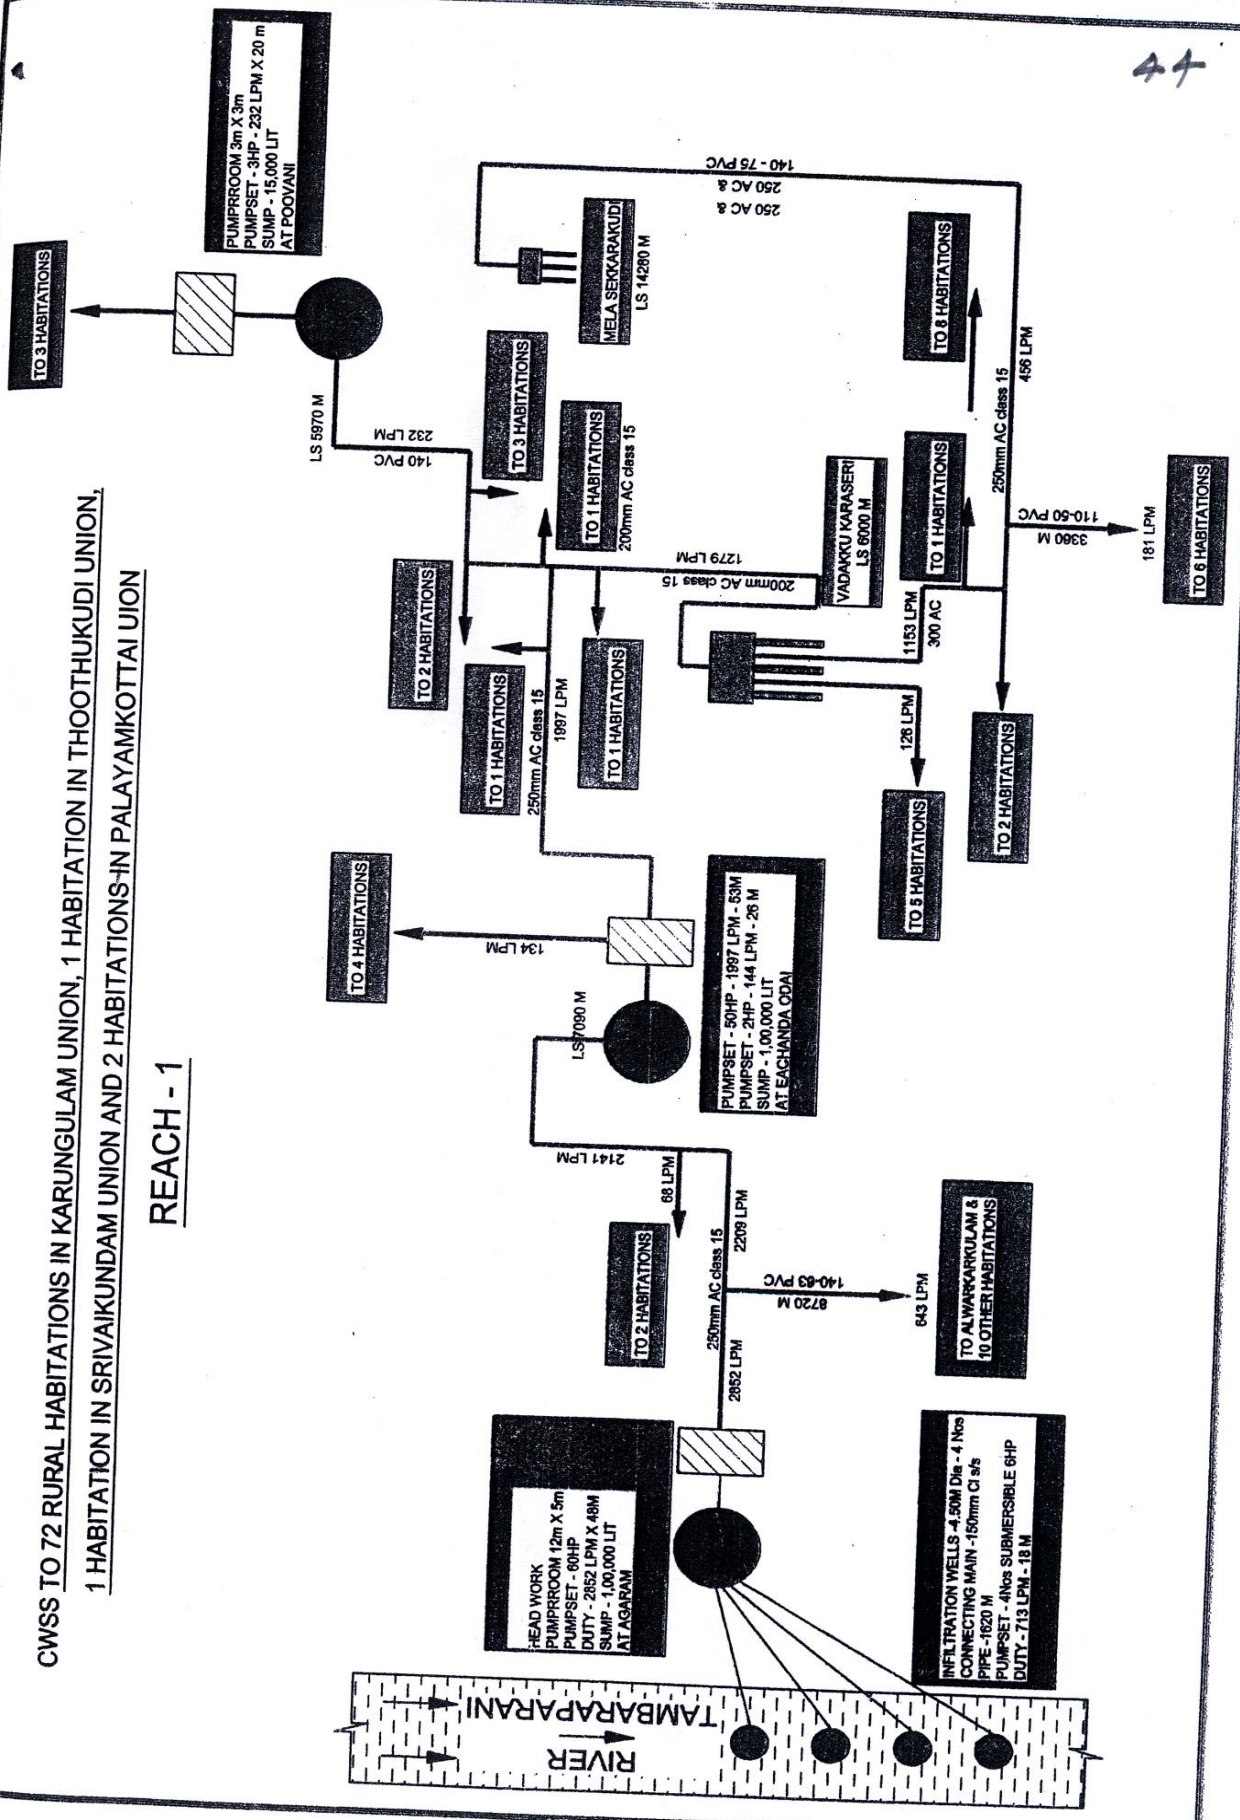 44
CWSS TO 72 RURAL HABITATIONS IN KARUNGULAM UNION, 1 HABITATION IN THOOTHUKUDI UNION,
1 HABITATION IN SRIVAIKUNDAM UNION AND 2 HABITATIONS IN PALAYAMKOTTAI UION
REACH - 1
RIVER
TAMBARAPARANI
HEAD WORK
PUMPRROOM 12m X 5m
PUMPSET - 60HP
DUTY - 2852 LPM X 48M
SUMP - 1,00,000 LIT
AT AGARAM
INFILTRATION WELLS -4.50M Dia - 4 Nos
CONNECTING MAIN -150mm CI s/s
PIPE -1620 M
PUMPSET - 4Nos SUBMERSIBLE 6HP
DUTY - 713 LPM - 18 M
2852 LPM
250mm AC class 15
2209 LPM
8720 M
140-63 PVC
643 LPM
TO ALWARKARKULAM &
10 OTHER HABITATIONS
TO 2 HABITATIONS
68 LPM
2141 LPM
LS 7090 M
PUMPSET - 50HP - 1997 LPM - 53M
PUMPSET - 2HP - 144 LPM - 26 M
SUMP - 1,00,000 LIT
AT EACHANDA ODAI
TO 4 HABITATIONS
134 LPM
250mm AC class 15
1997 LPM
TO 1 HABITATIONS
TO 2 HABITATIONS
TO 1 HABITATIONS
TO 3 HABITATIONS
TO 1 HABITATIONS
200mm AC class 15
140 PVC
232 LPM
LS 5970 M
TO 3 HABITATIONS
PUMPRROOM 3m X 3m
PUMPSET - 3HP - 232 LPM X 20 m
SUMP - 15,000 LIT
AT POOVANI
1279 LPM
200mm AC class 15
VADAKKU KARASERI
LS 6000 M
126 LPM
TO 5 HABITATIONS
1153 LPM
300 AC
TO 1 HABITATIONS
TO 2 HABITATIONS
TO 8 HABITATIONS
250mm AC class 15
456 LPM
3360 M
110-50 PVC
181 LPM
TO 6 HABITATIONS
250 AC &
250 AC &
140 - 75 PVC
MELA SEKKARAKUDI
LS 14280 M